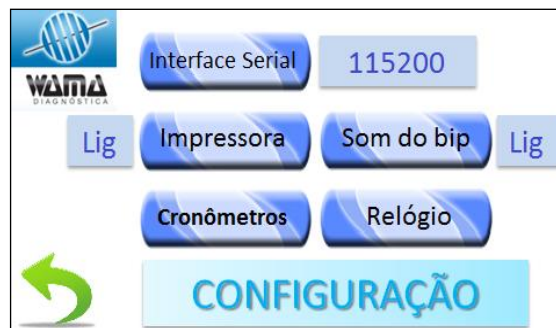 Interface Serial 115200
WAMA
DIAGNÓSTICA
Lig Impressora Som do bip Lig
Cronômetros Relógio
CONFIGURAÇÃO